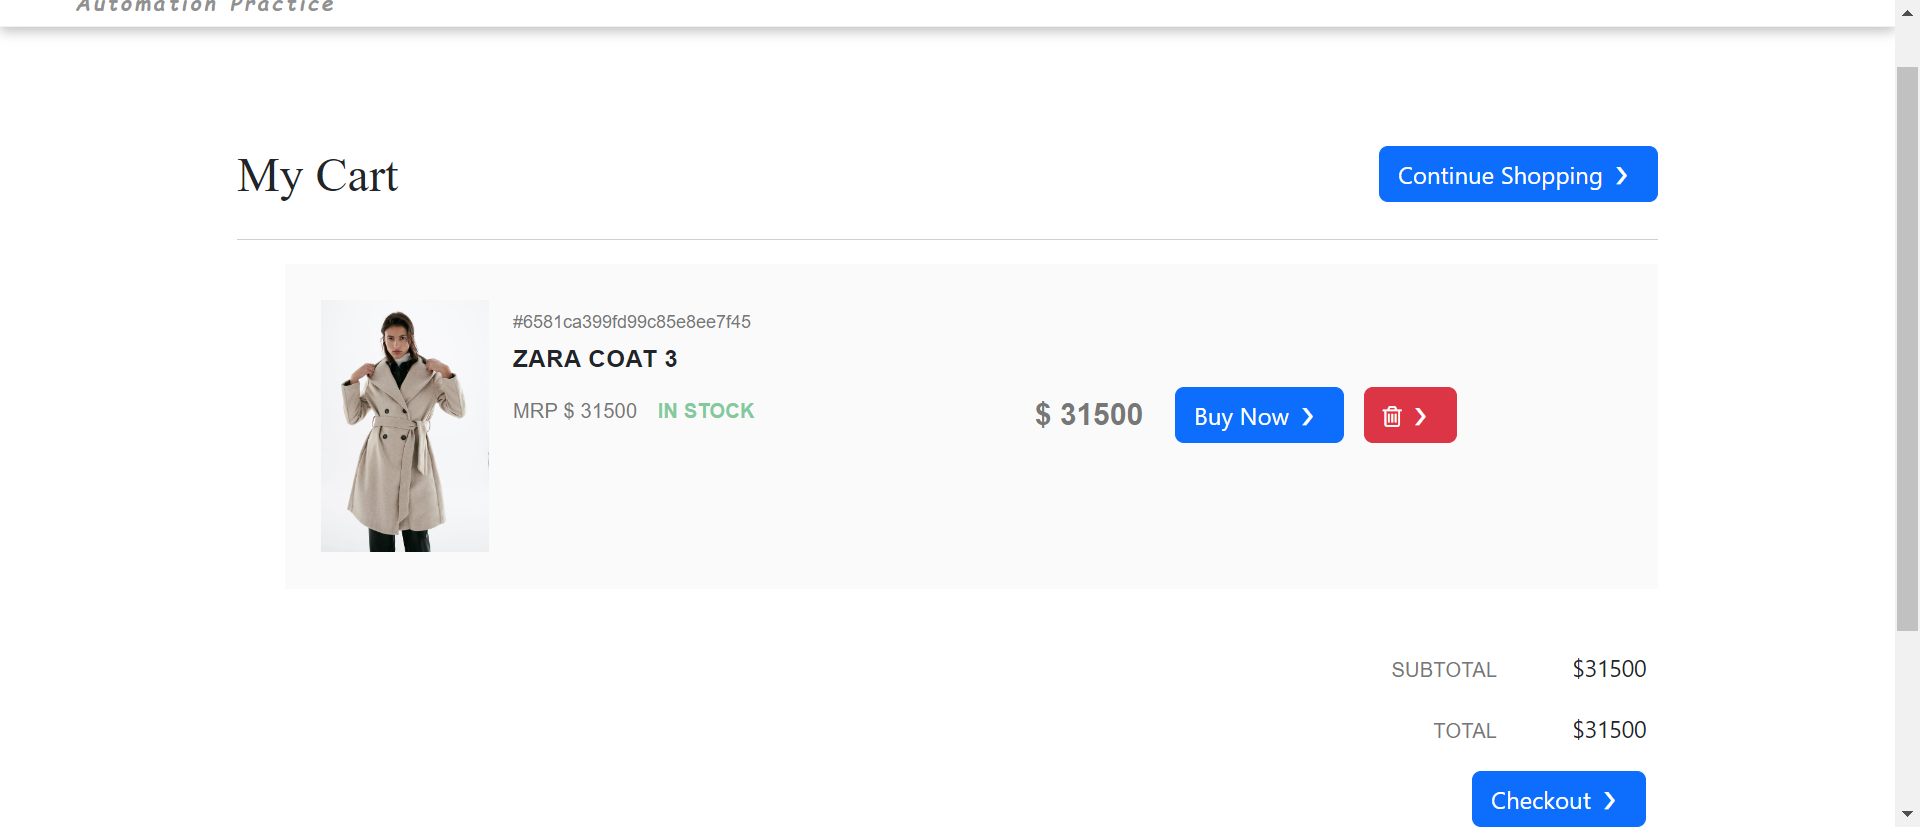 Automation Practice
My Cart
Continue Shopping
#6581ca399fd99c85e8ee7f45
ZARA COAT 3
MRP $ 31500 IN STOCK
$ 31500
Buy Now
SUBTOTAL $31500
TOTAL $31500
Checkout